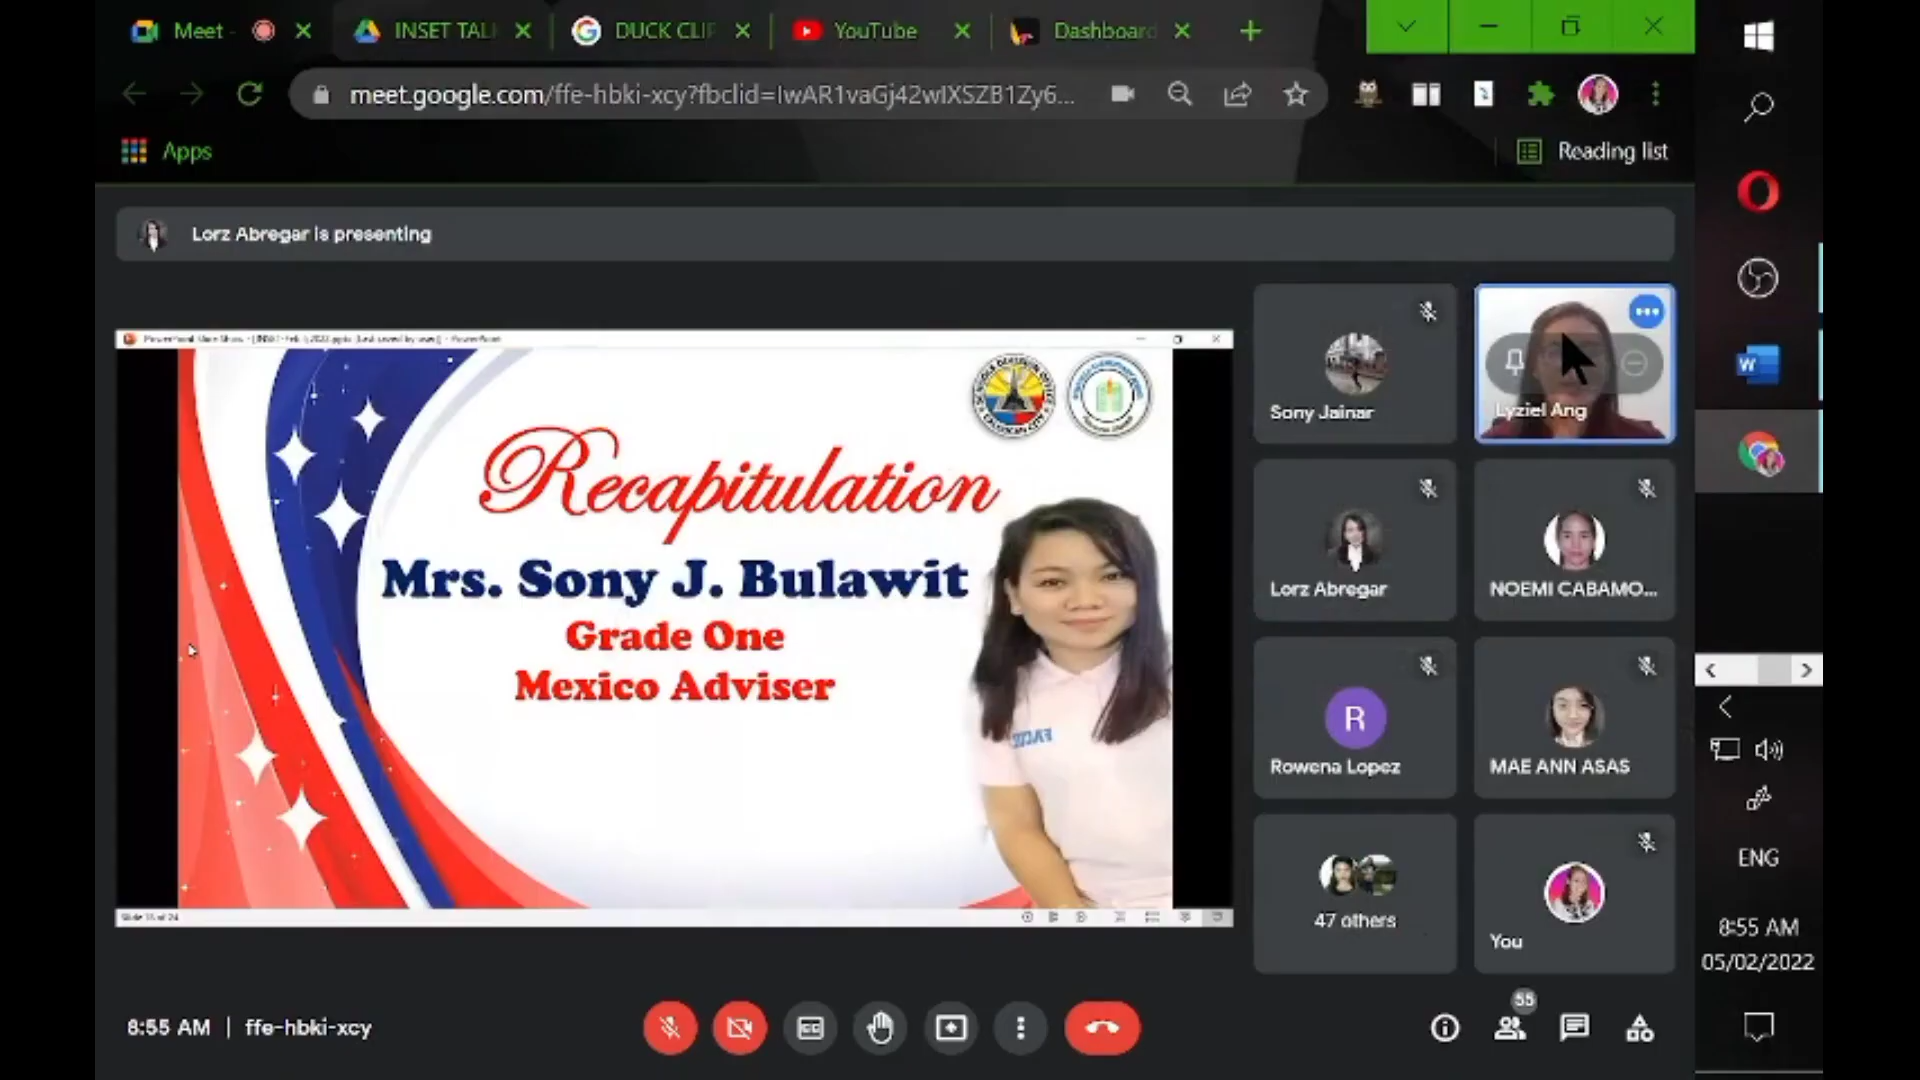 Meet -
INSET TAL
DUCK CLIP
YouTube
Dashboard
meet.google.com/ffe-hbki-xcy?fbclid=IwAR1vaGj42wIXSZB1Zy6...
Apps
Reading list
Lorz Abregar is presenting
Recapitulation
Mrs. Sony J. Bulawit
Grade One
Mexico Adviser
Sony Jainar
Lyziel Ang
Lorz Abregar
NOEMI CABAMO...
R
Rowena Lopez
MAE ANN ASAS
47 others
You
8:55 AM | ffe-hbki-xcy
CC
55
W
ENG
8:55 AM
05/02/2022